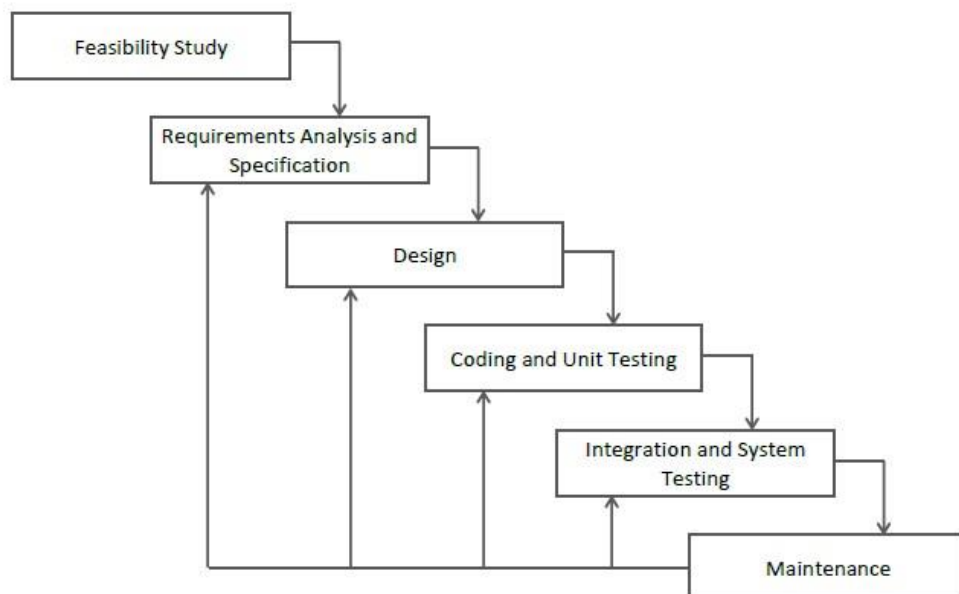 Feasibility Study
Requirements Analysis and
Specification
Design
Coding and Unit Testing
Integration and System
Testing
Maintenance